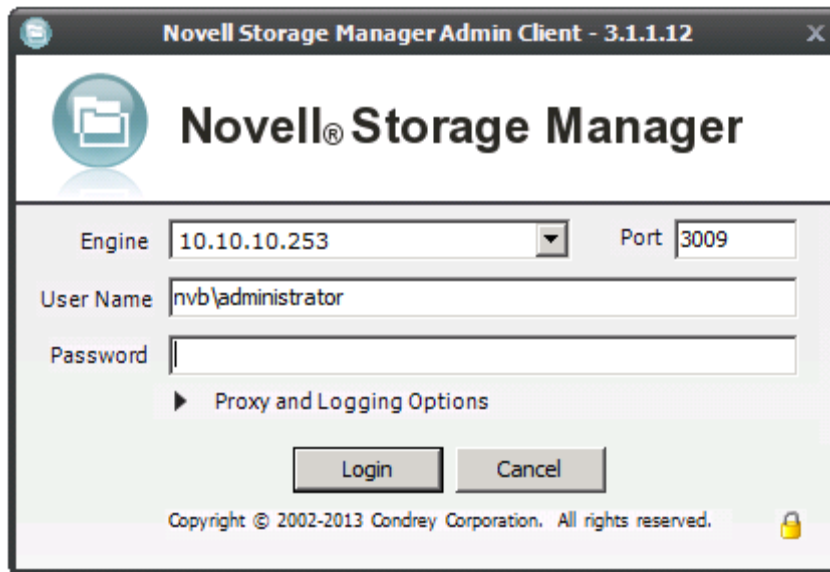 Novell Storage Manager Admin Client - 3.1.1.12
Novell® Storage Manager
Engine 10.10.10.253 Port 3009
User Name nvb\administrator
Password
Proxy and Logging Options
Login Cancel
Copyright © 2002-2013 Condrey Corporation. All rights reserved.